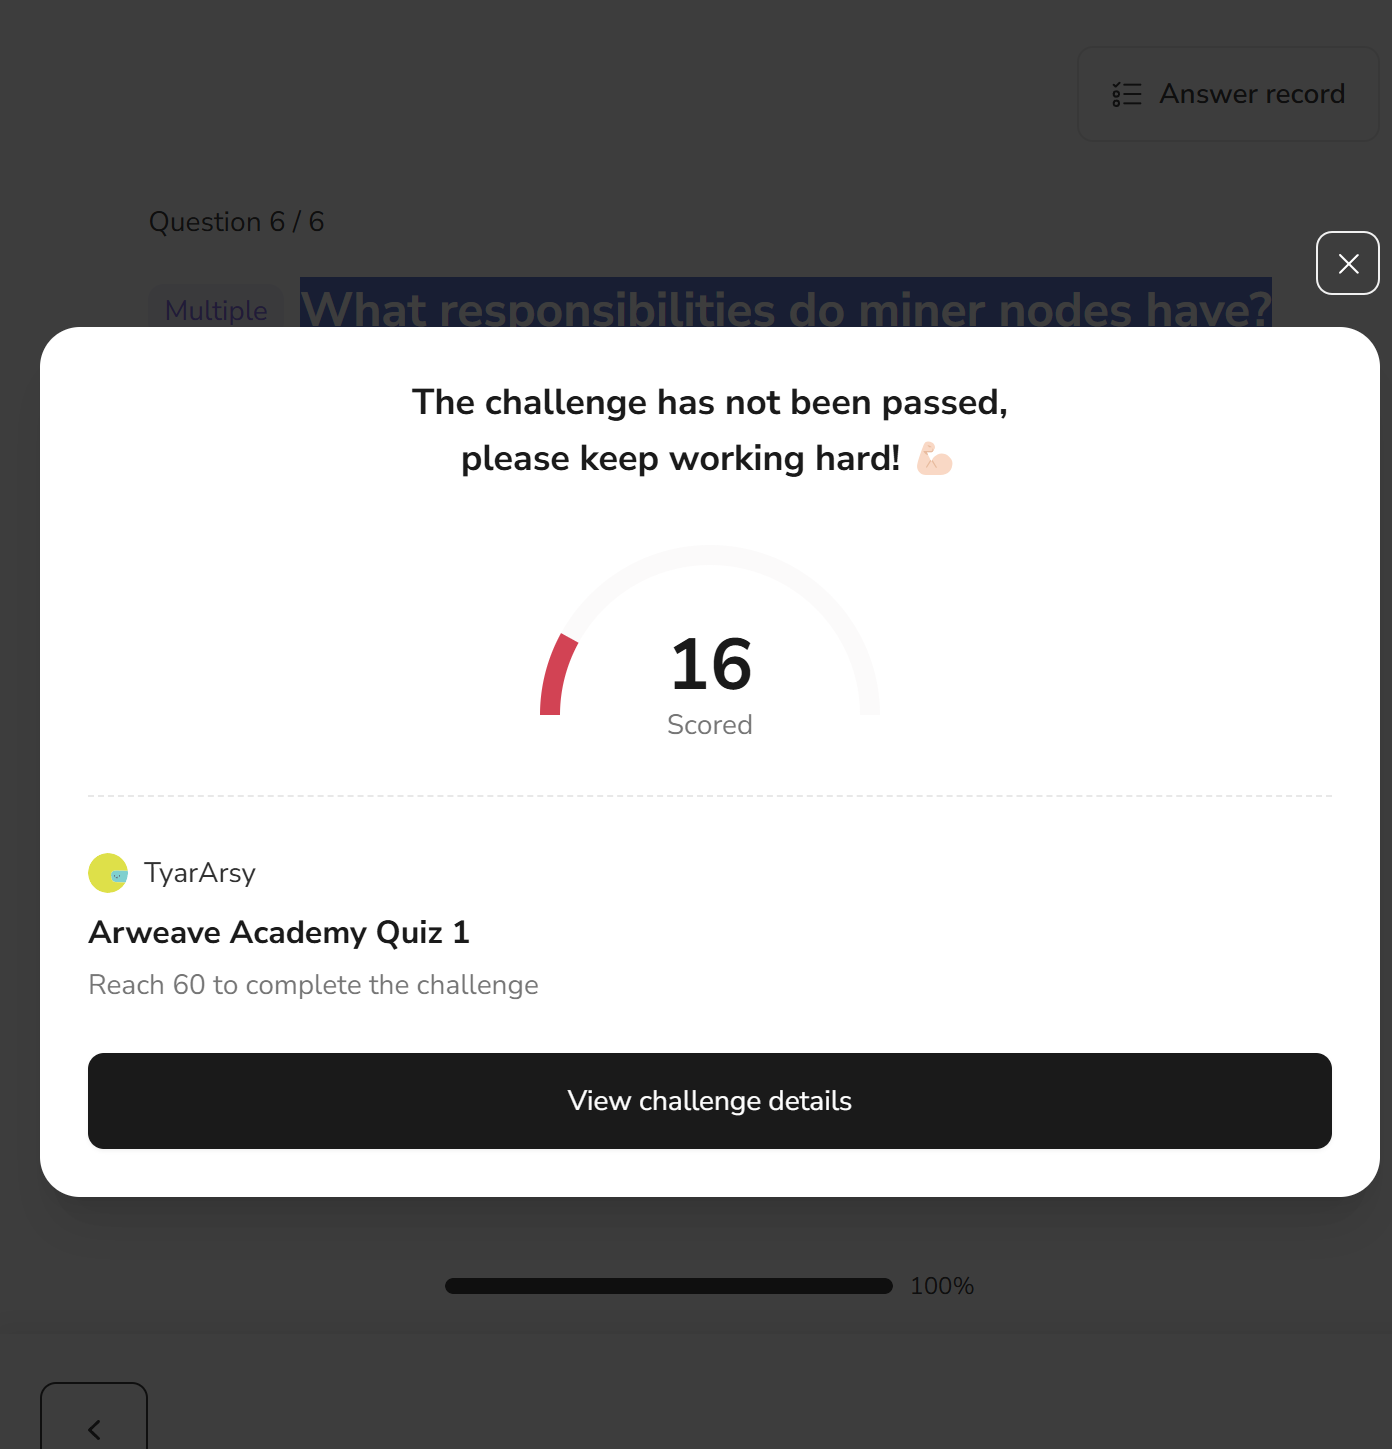 Answer record
Question 6 / 6
Multiple
What responsibilities do miner nodes have?
The challenge has not been passed,
please keep working hard!
16
Scored
TyarArsy
Arweave Academy Quiz 1
Reach 60 to complete the challenge
View challenge details
100%